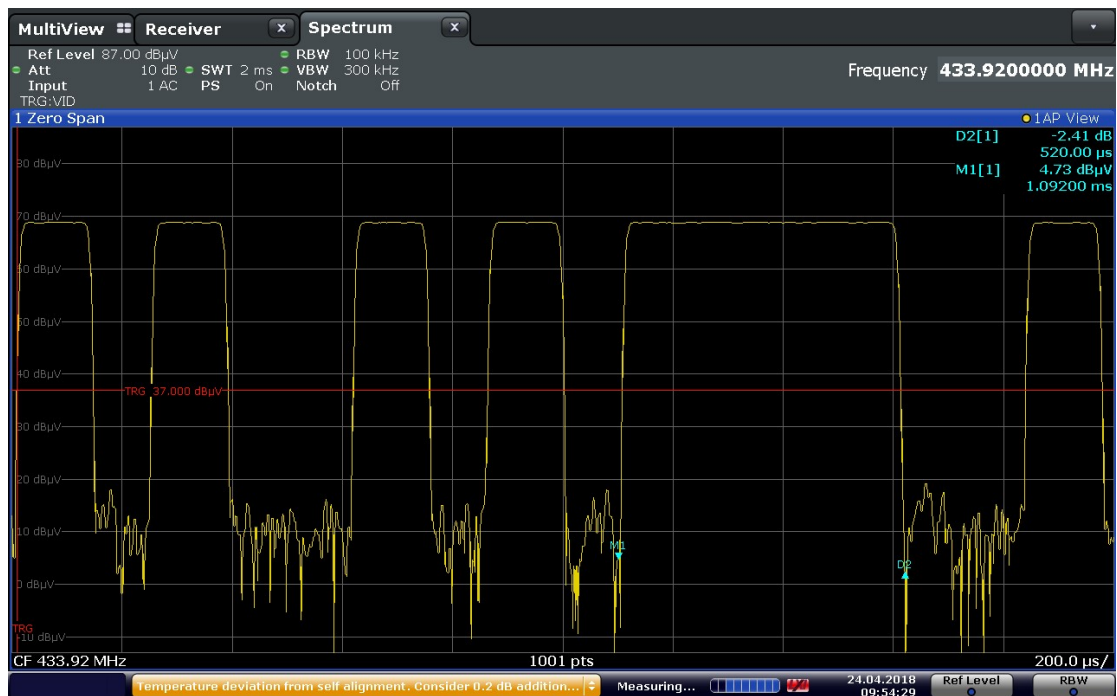 MultiView Receiver X Spectrum X
Ref Level 87.00 dBµV RBW 100 kHz
Att 10 dB SWT 2 ms VBW 300 kHz Frequency 433.9200000 MHz
Input 1 AC PS On Notch Off
TRG:VID
1 Zero Span 1AP View
D2[1] -2.41 dB
520.00 µs
80 dBµV M1[1] 4.73 dBµV
1.09200 ms
70 dBµV
60 dBµV
50 dBµV
40 dBµV
TRG 37.000 dBµV
30 dBµV
20 dBµV
10 dBµV
M1
D2
0 dBµV
TRG
-10 dBµV
CF 433.92 MHz 1001 pts 200.0 µs/
Temperature deviation from self alignment. Consider 0.2 dB addition... Measuring... 24.04.2018 Ref Level RBW
09:54:29